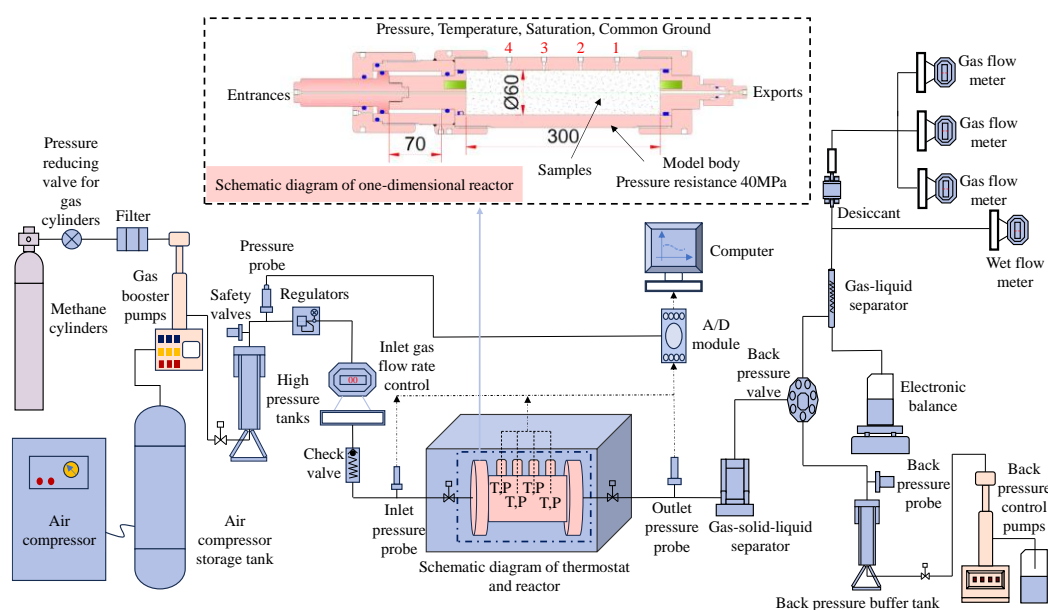 Pressure, Temperature, Saturation, Common Ground
4
3
2
1
Entrances
Ø60
Exports
70
300
Samples
Model body
Pressure resistance 40MPa
Schematic diagram of one-dimensional reactor
Pressure
reducing
valve for
gas
cylinders
Filter
Methane
cylinders
Gas
booster
pumps
Air
compressor
Air
compressor
storage tank
Safety
valves
Pressure
probe
Regulators
High
pressure
tanks
Inlet gas
flow rate
control
00
Check
valve
Inlet
pressure
probe
T,P
T,P
T,P
T,P
Schematic diagram of thermostat
and reactor
Computer
A/D
module
Outlet
pressure
probe
Gas-solid-liquid
separator
Back
pressure
valve
Gas-liquid
separator
Desiccant
Gas flow
meter
Gas flow
meter
Gas flow
meter
Wet flow
meter
Electronic
balance
Back
pressure
probe
Back
pressure
control
pumps
Back pressure buffer tank